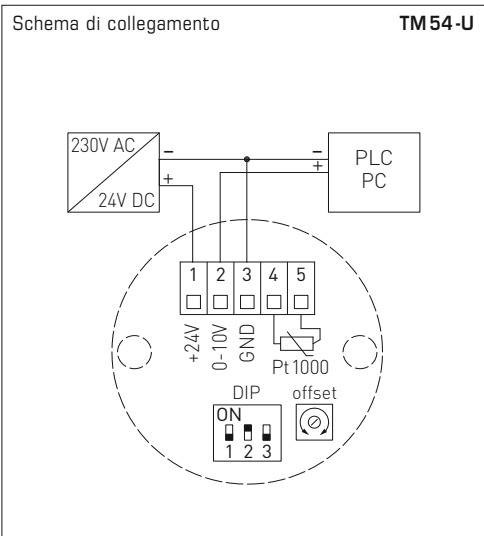 Schema di collegamento TM54-U
230V AC
24V DC
–
+
–
+
PLC
PC
1 2 3 4 5
+24V
0-10V
GND
Pt1000
DIP
offset
ON
1 2 3